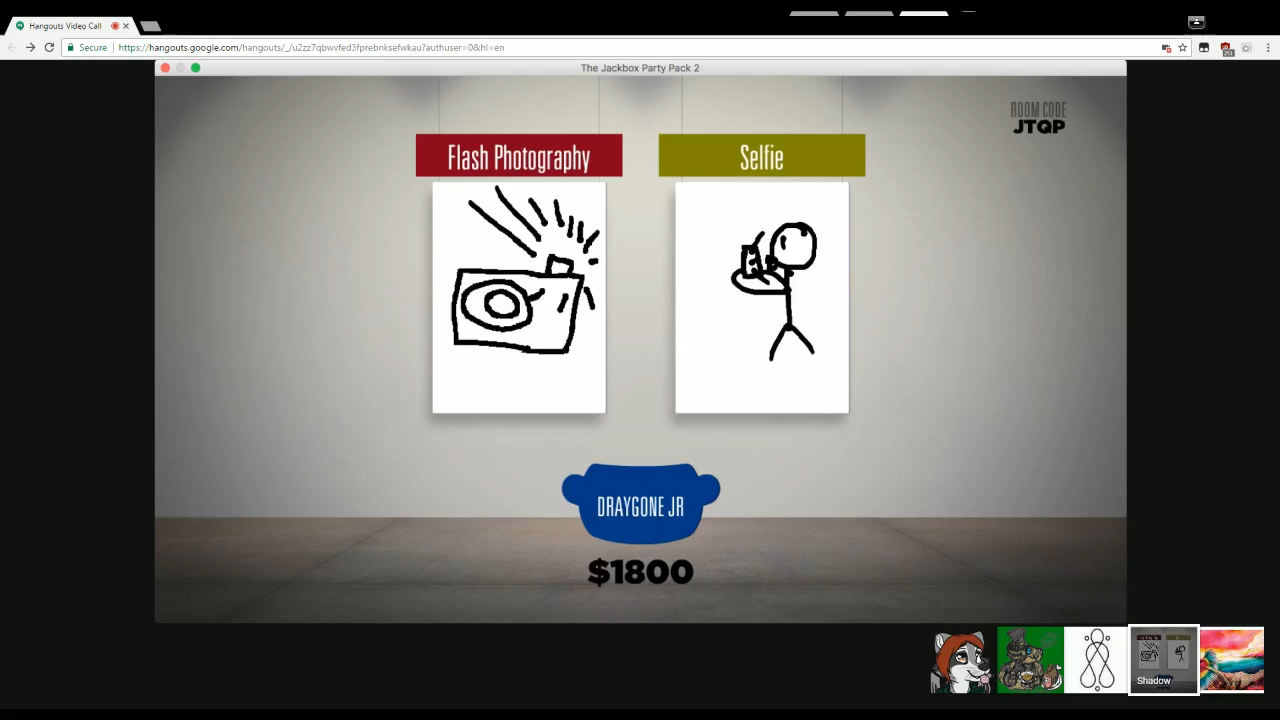 Hangouts Video Call
Secure
https://hangouts.google.com/hangouts/_/u2zz7qbwvfed3fprebnksefwkau?authuser=0&hl=en
The Jackbox Party Pack 2
ROOM CODE
JTQP
Flash Photography
Selfie
DRAYGONE JR
$1800
Shadow